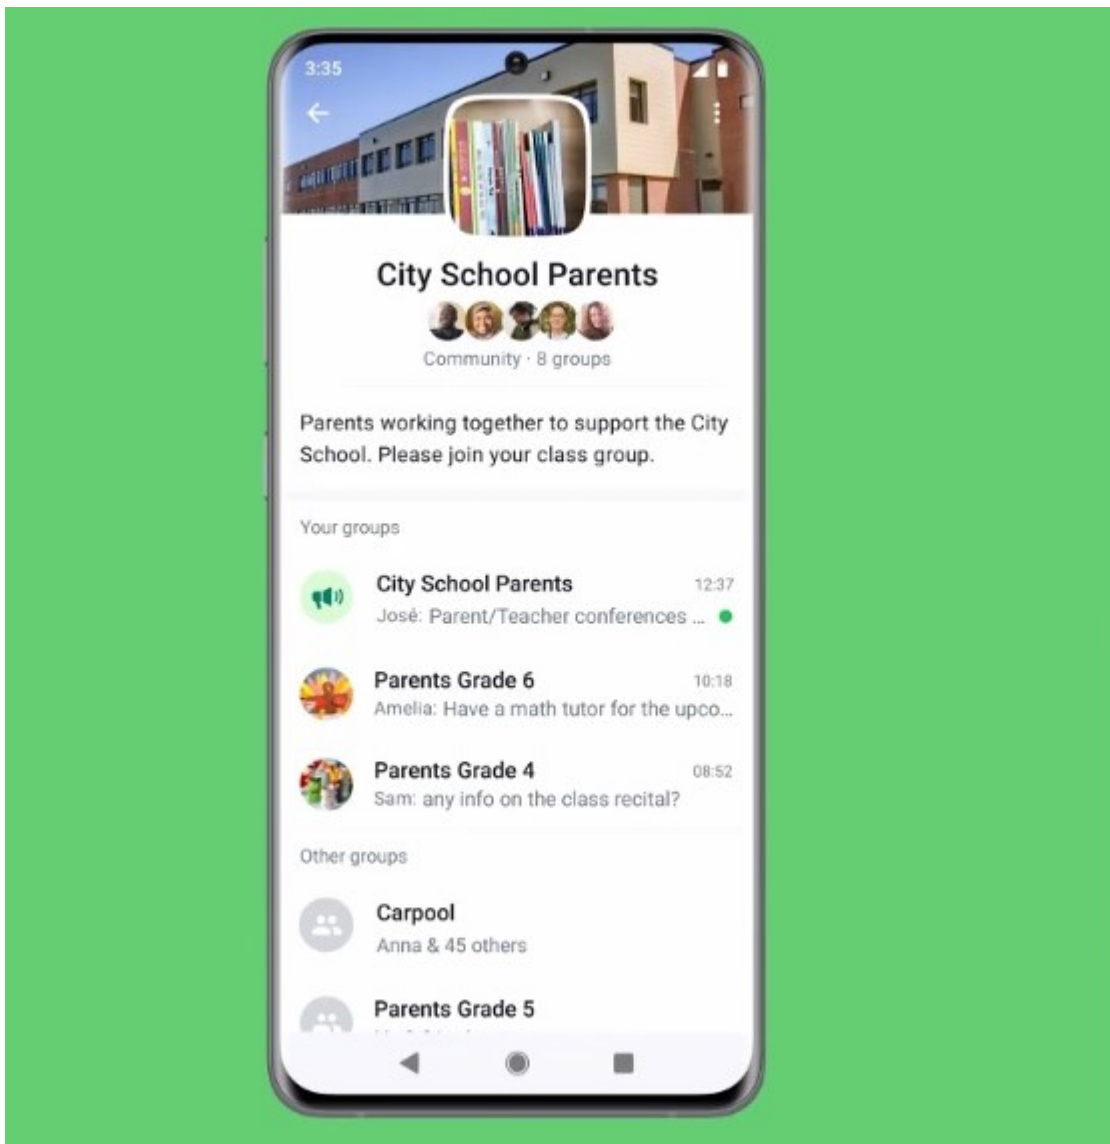 3:35
City School Parents
Community · 8 groups
Parents working together to support the City
School. Please join your class group.
Your groups
City School Parents 12:37
José: Parent/Teacher conferences ...
Parents Grade 6 10:18
Amelia: Have a math tutor for the upco...
Parents Grade 4 08:52
Sam: any info on the class recital?
Other groups
Carpool
Anna & 45 others
Parents Grade 5